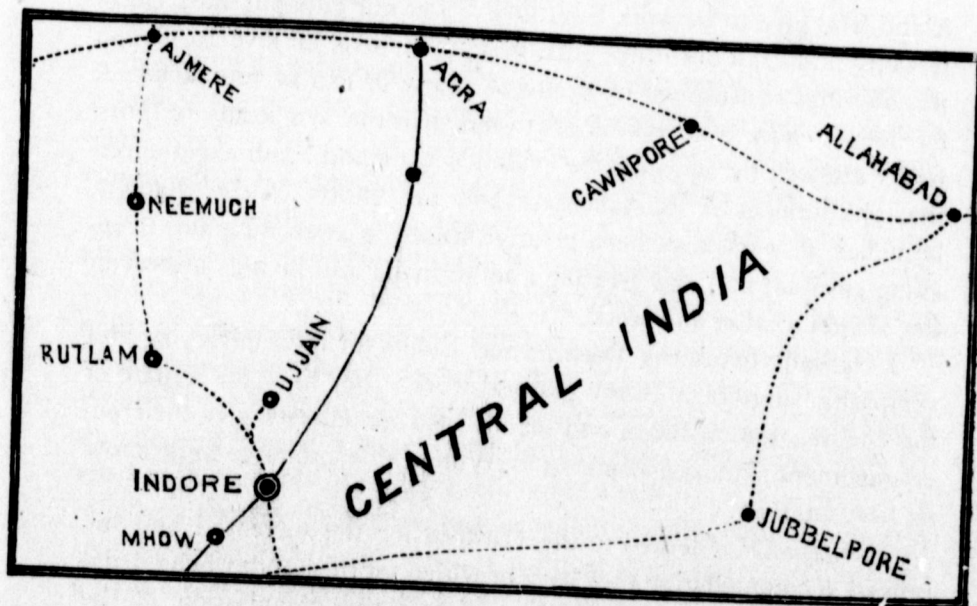 AJMERE
AGRA
CAWNPORE
ALLAHABAD
NEEMUCH
RUTLAM
UJJAIN
CENTRAL INDIA
INDORE
MHOW
JUBBELPORE